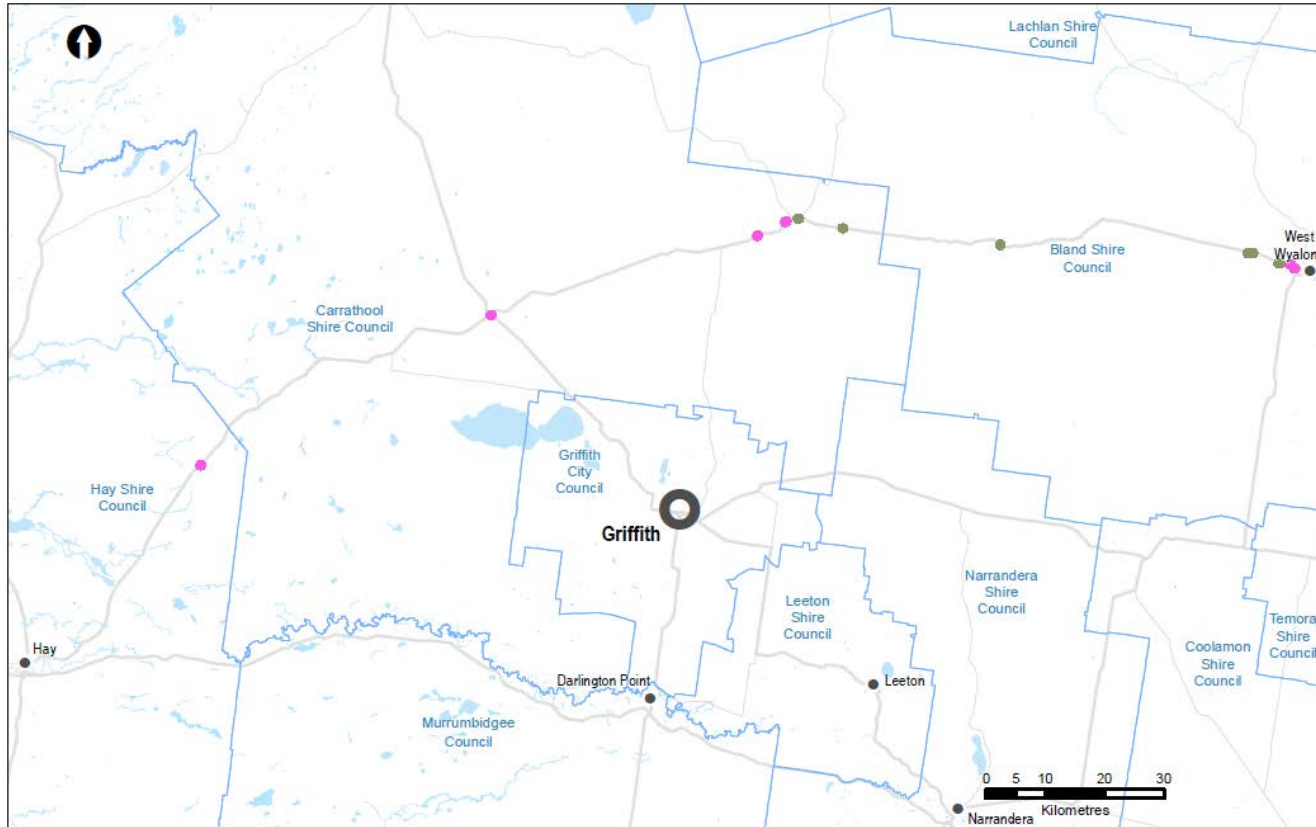 Lachlan Shire
Council
West
Wyalon
Bland Shire
Council
Carrathool
Shire Council
Griffith
City
Council
Hay Shire
Council
Griffith
Narrandera
Shire
Council
Leeton
Shire
Council
Temora
Shire
Council
Coolamon
Shire
Council
Hay
Darlington Point
Leeton
Murrumbidgee
Council
0 5 10 20 30
Kilometres
Narrandera